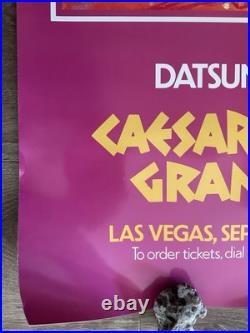 DATSUN
CAESAR
GRAN
LAS VEGAS, SEP
To order tickets, dial